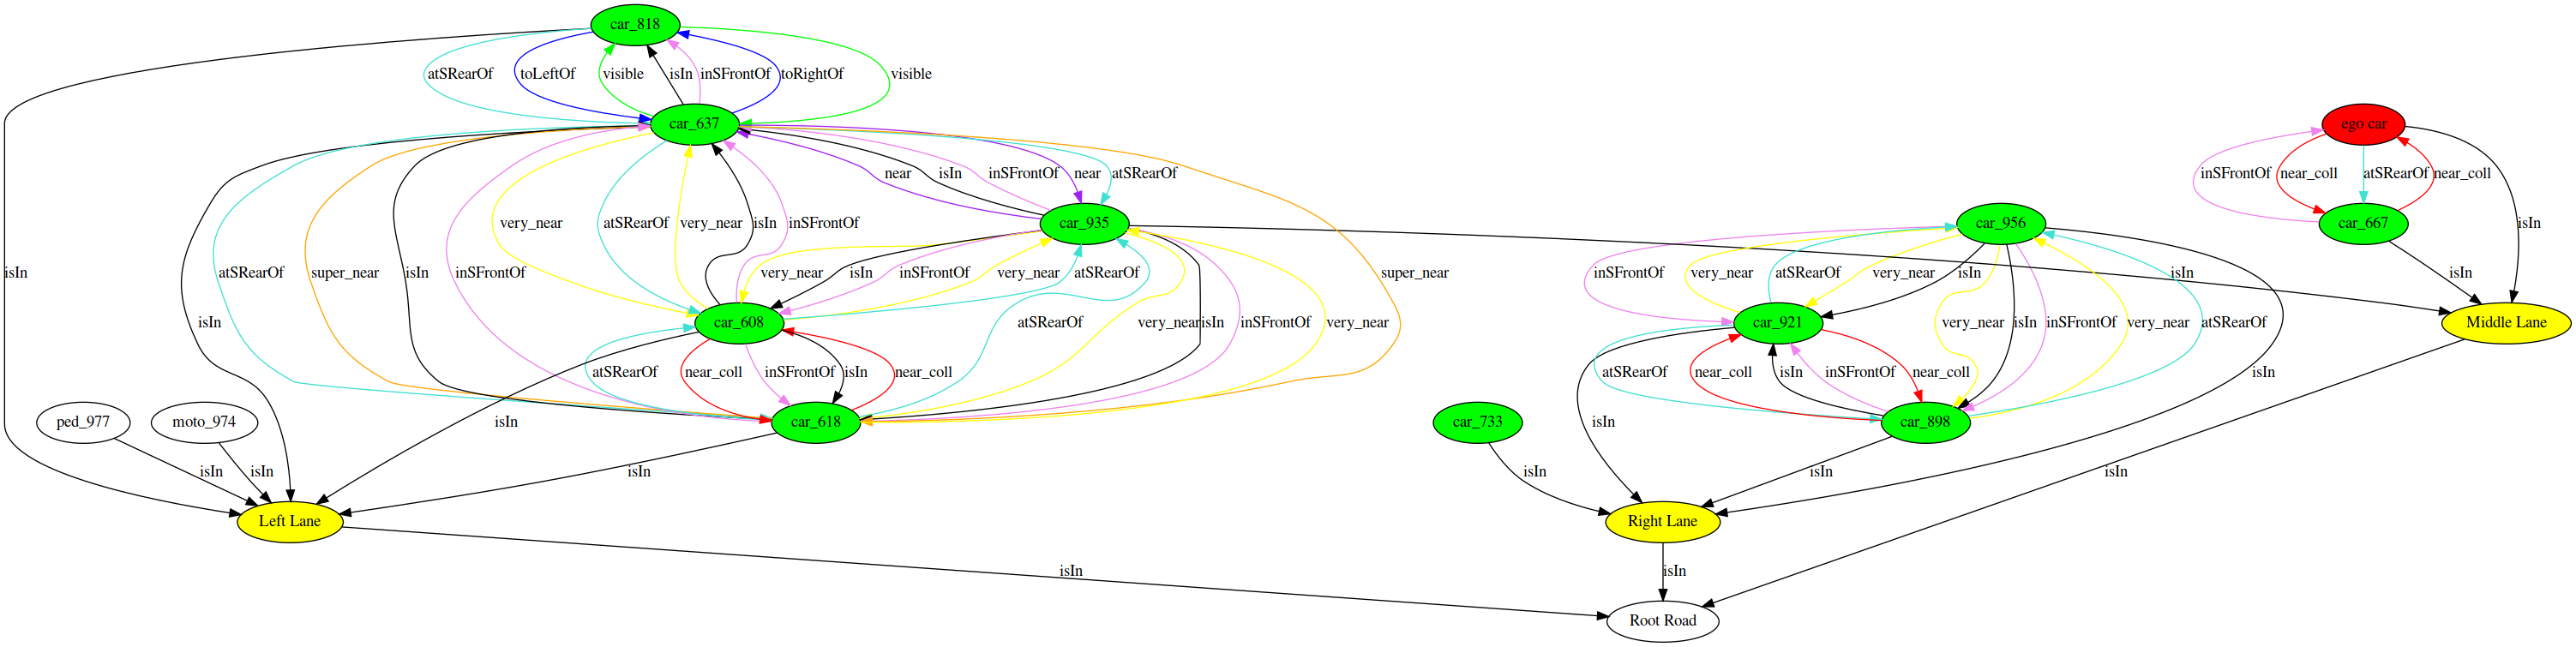 car_818
atSRearOf toLeftOf visible isIn inSFrontOf toRightOf visible
car_637 ego car
atSRearOf very_near atSRearOf very_near isIn inSFrontOf near isIn inSFrontOf near atSRearOf inSFrontOf near_coll atSRearOf near_coll
car_935 car_956 car_667 isIn
isIn atSRearOf super_near isIn inSFrontOf very_near isIn inSFrontOf very_near atSRearOf super_near inSFrontOf very_near atSRearOf very_near isIn isIn isIn
isIn car_608 atSRearOf very_near isIn inSFrontOf very_near car_921 very_near isIn inSFrontOf very_near atSRearOf Middle Lane
atSRearOf near_coll inSFrontOf isIn near_coll atSRearOf near_coll isIn inSFrontOf near_coll isIn
ped_977 moto_974 isIn car_618 car_733 isIn car_898
isIn isIn isIn isIn isIn isIn
Left Lane Right Lane
isIn isIn
Root Road